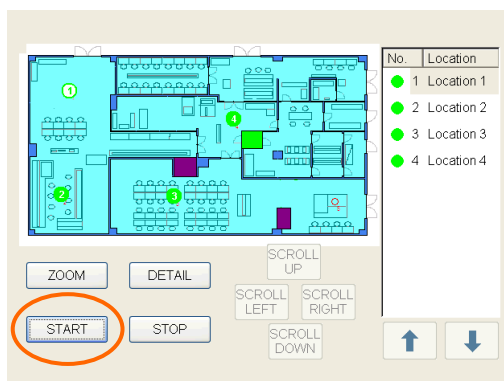 No. Location
1 Location 1
2 Location 2
3 Location 3
4 Location 4
1
4
2
3
ZOOM
DETAIL
START
STOP
SCROLL
UP
SCROLL
LEFT
SCROLL
RIGHT
SCROLL
DOWN